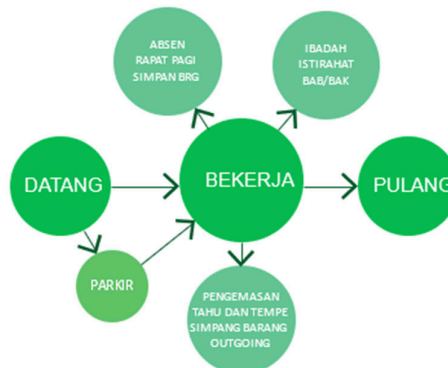 ABSEN
RAPAT PAGI
SIMPAN BRG
IBADAH
ISTIRAHAT
BAB/BAK
DATANG
BEKERJA
PULANG
PARKIR
PENGEMASAN
TAHU DAN TEMPE
SIMPANG BARANG
OUTGOING